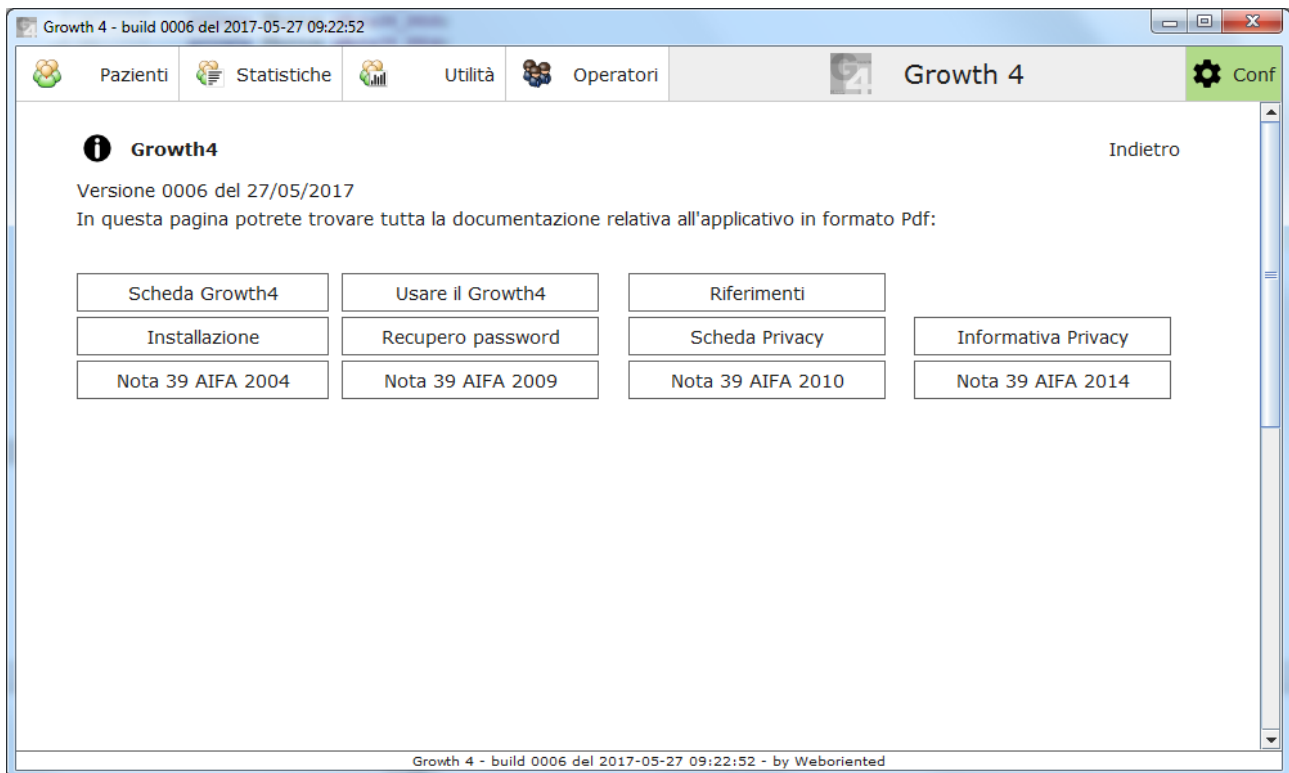 Growth 4 - build 0006 del 2017-05-27 09:22:52
Pazienti Statistiche Utilità Operatori G4 Growth 4 Conf
Growth4 Indietro
Versione 0006 del 27/05/2017
In questa pagina potrete trovare tutta la documentazione relativa all'applicativo in formato Pdf:
Scheda Growth4 Usare il Growth4 Riferimenti
Installazione Recupero password Scheda Privacy Informativa Privacy
Nota 39 AIFA 2004 Nota 39 AIFA 2009 Nota 39 AIFA 2010 Nota 39 AIFA 2014
Growth 4 - build 0006 del 2017-05-27 09:22:52 - by Weboriented